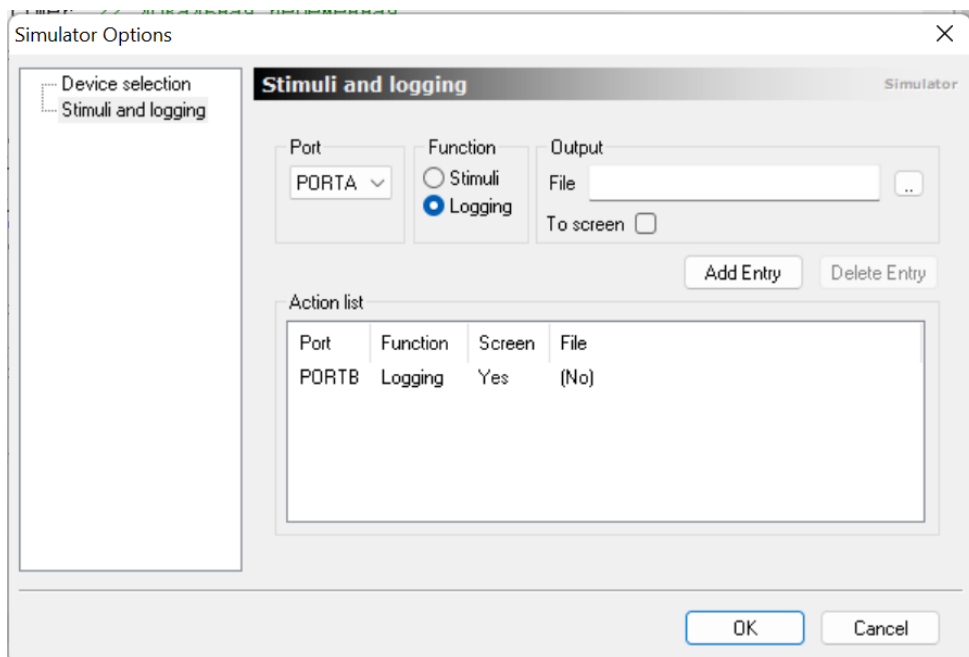 Simulator Options
Device selection
Stimuli and logging
Stimuli and logging
Simulator
Port
PORTA
Function
Stimuli
Logging
Output
File
..
To screen
Add Entry
Delete Entry
Action list
Port Function Screen File
PORTB Logging Yes (No)
OK
Cancel